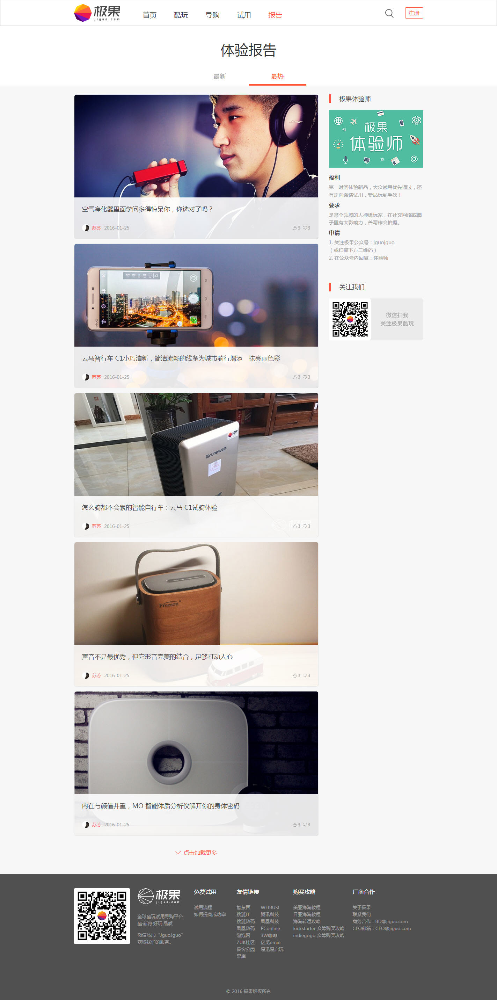 极果
jiguo.com
首页 酷玩 导购 试用 报告
注册
体验报告
最新 最热
BOSE
空气净化器里面学问多得惊呆你，你选对了吗？
苏苏 2016-01-25 3 3
vivo
云马智行车 C1小巧清新，简洁流畅的线条为城市骑行增添一抹亮丽色彩
苏苏 2016-01-25 3 3
极果
Grünewelt
怎么骑都不会累的智能自行车：云马 C1试骑体验
极果
苏苏 2016-01-25 3 3
Freeson
声音不是最优秀，但它形音完美的结合，足够打动人心
苏苏 2016-01-25 3 3
内在与颜值并重，MO 智能体质分析仪解开你的身体密码
苏苏 2016-01-25 3 3
点击加载更多
极果体验师
极果
体验师
福利
第一时间体验新品，大众试用优先通过，还
有定向邀请试用，新品玩到手软！
要求
是某个领域的大神级玩家，在社交网络或圈
子里有大影响力，善写作会拍摄。
申请
1. 关注极果公众号：jguojguo
（或扫描下方二维码）
2. 在公众号内回复：体验师
关注我们
微信扫我
关注极果酷玩
极果
jiguo.com
全球酷玩试用导购平台
酷·新奇·好玩·品质
微信添加“JguoJguo”
获取我们的服务。
免费试用
试用流程
如何提高成功率
友情链接
智东西 WEIBUSI
搜狐IT 腾讯科技
搜狐数码 凤凰科技
凤凰数码 PConline
泡泡网 3W咖啡
ZUK社区 亿觅emie
极客公园 易迅易启玩
果库
购买攻略
美亚海淘教程
日亚海淘教程
海淘转运攻略
kickstarter 众筹购买攻略
indiegogo 众筹购买攻略
厂商合作
关于极果
联系我们
商务合作：BD@jiguo.com
CEO邮箱：CEO@jiguo.com
© 2016 极果版权所有